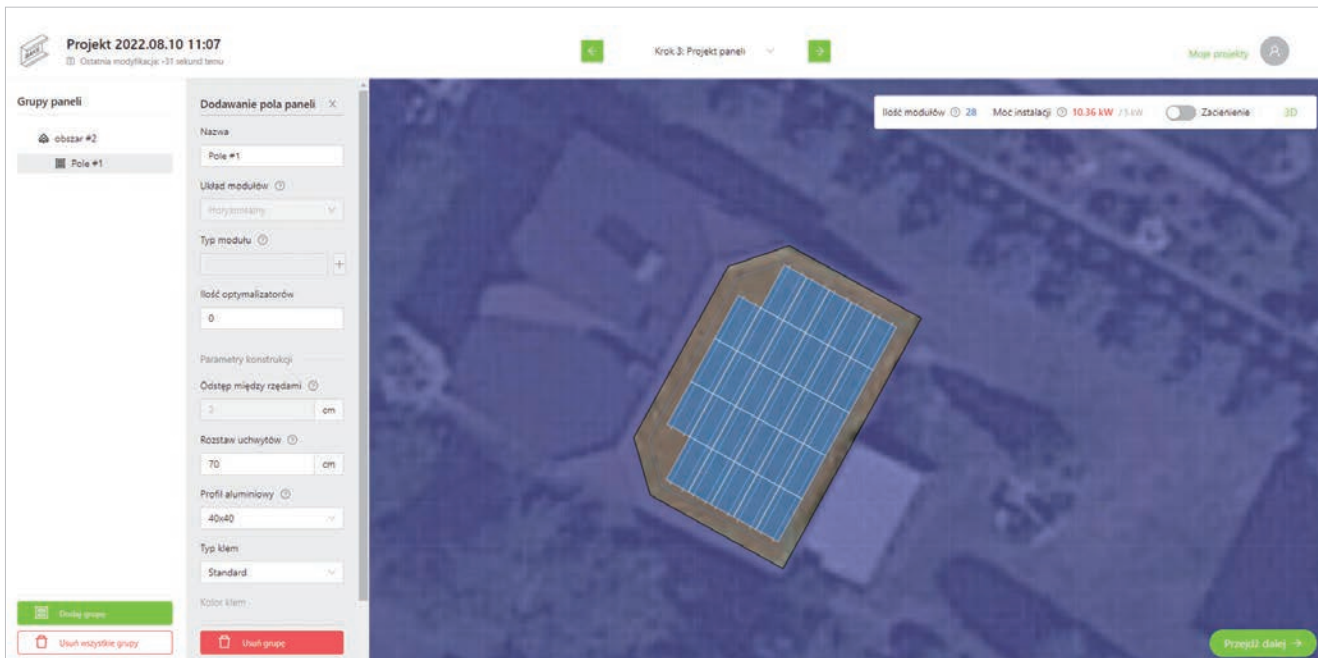 Projekt 2022.08.10 11:07
Ostatnia modyfikacja: ~31 sekund temu
Krok 3: Projekt paneli
Moje projekty
Grupy paneli
obszar #2
Pole #1
Dodaj grupę
Usuń wszystkie grupy
Dodawanie pola paneli
Nazwa
Pole #1
Układ modułów
Horyzontalny
Typ modułu
Ilość optymalizatorów
0
Parametry konstrukcji
Odstęp między rzędami
2 cm
Rozstaw uchwytów
70 cm
Profil aluminiowy
40x40
Typ klem
Standard
Kolor klem
Usuń grupę
Ilość modułów 28 Moc instalacji 10.36 kW / 5 kW Zacienienie 3D
Przejdź dalej